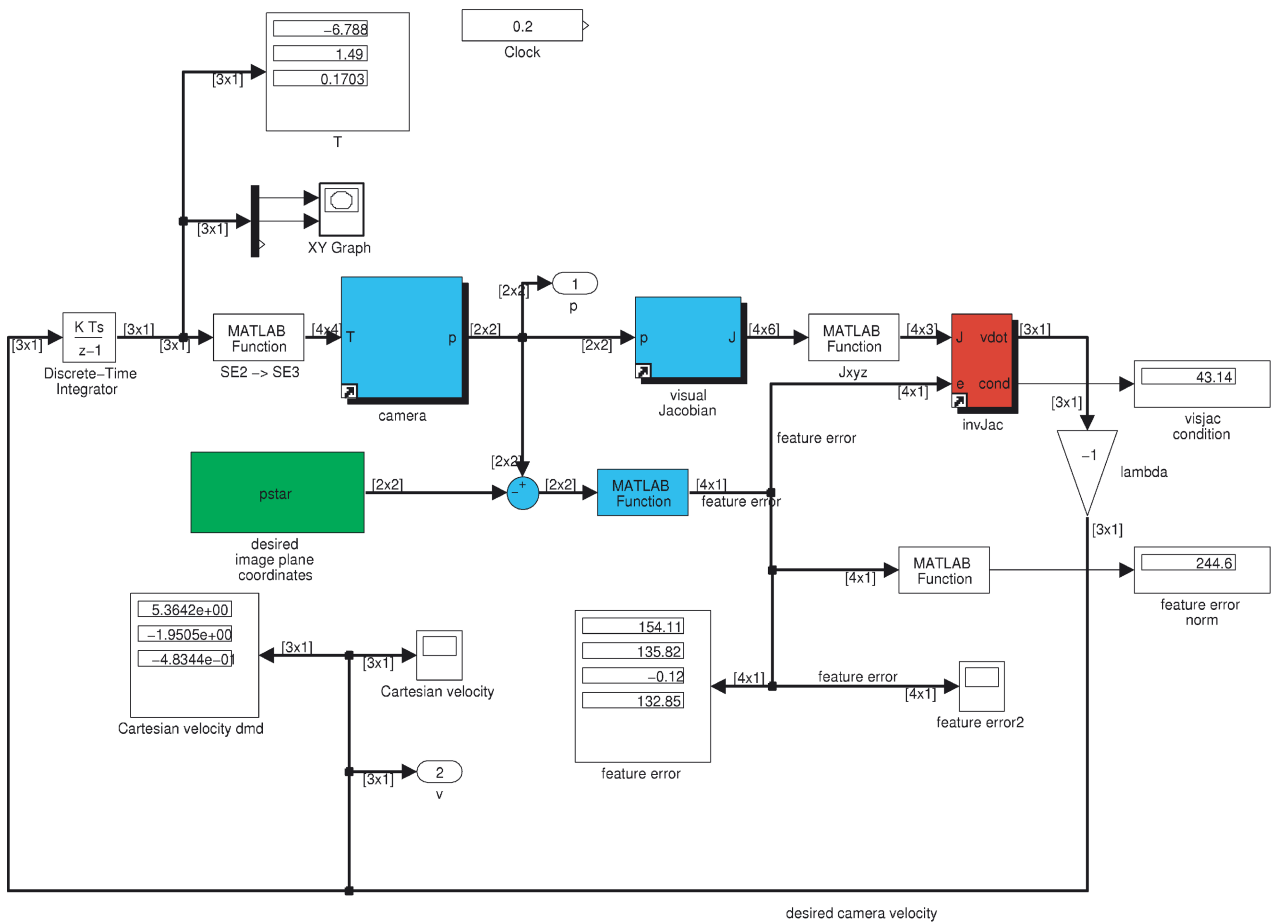 −6.788
1.49
0.1703
T
[3x1]
0.2
Clock
[3x1]
XY Graph
[3x1]
K Ts
z−1
Discrete−Time
Integrator
[3x1]
[3x1]
MATLAB
Function
SE2 −> SE3
[4x4]
T
p
camera
[2x2]
[2x2]
1
p
[2x2]
p
J
visual
Jacobian
[4x6]
MATLAB
Function
Jxyz
[4x3]
[4x1]
J
vdot
e
cond
invJac
[3x1]
43.14
visjac
condition
[3x1]
−1
lambda
[3x1]
feature error
pstar
desired
image plane
coordinates
[2x2]
[2x2]
+
−
[2x2]
MATLAB
Function
[4x1]
feature error
[4x1]
MATLAB
Function
244.6
feature error
norm
5.3642e+00
−1.9505e+00
−4.8344e−01
Cartesian velocity dmd
[3x1]
[3x1]
Cartesian velocity
154.11
135.82
−0.12
132.85
feature error
[4x1]
feature error
[4x1]
feature error2
[3x1]
2
v
desired camera velocity